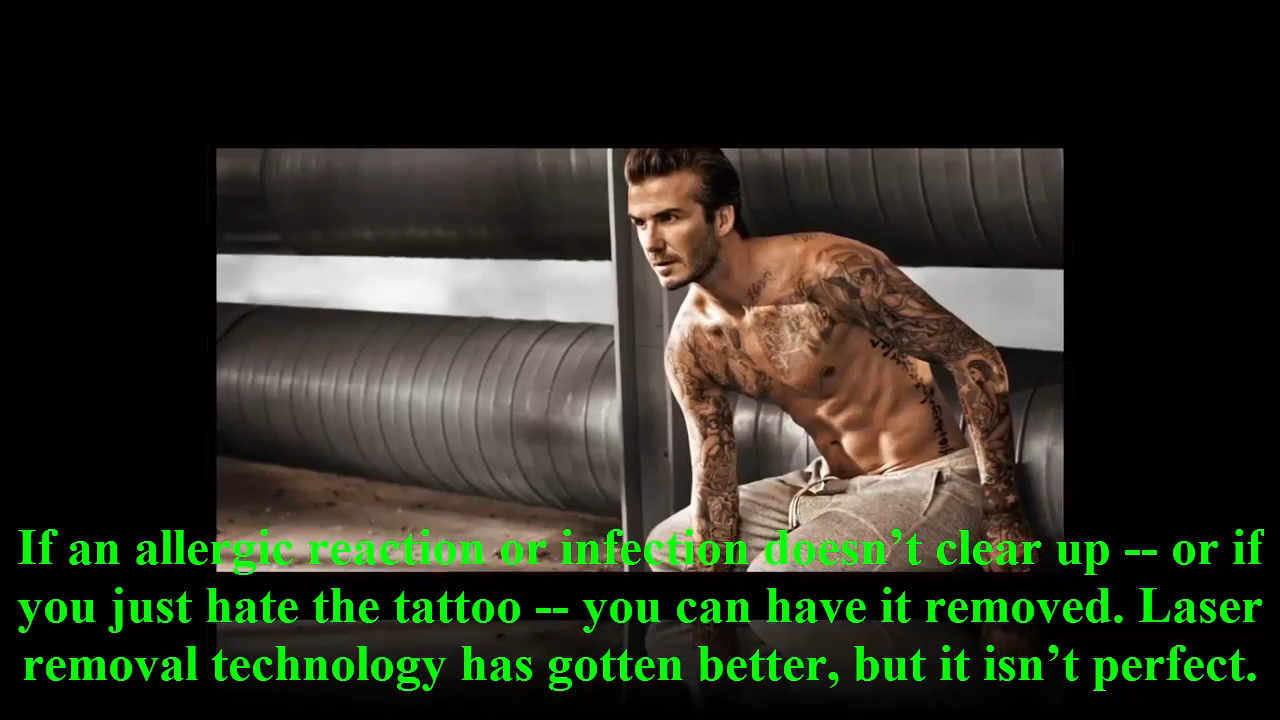 If an allergic reaction or infection doesn’t clear up -- or if
you just hate the tattoo -- you can have it removed. Laser
removal technology has gotten better, but it isn’t perfect.